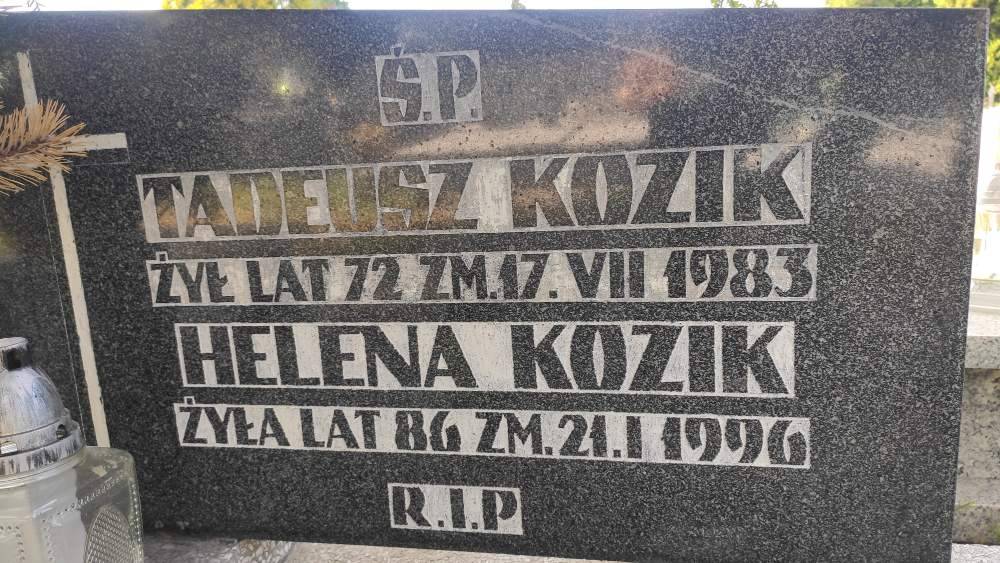 Ś.P.
TADEUSZ KOZIK
ŻYŁ LAT 72 ZM.17.VII 1983
HELENA KOZIK
ŻYŁA LAT 86 ZM.21.I 1996
R.I.P